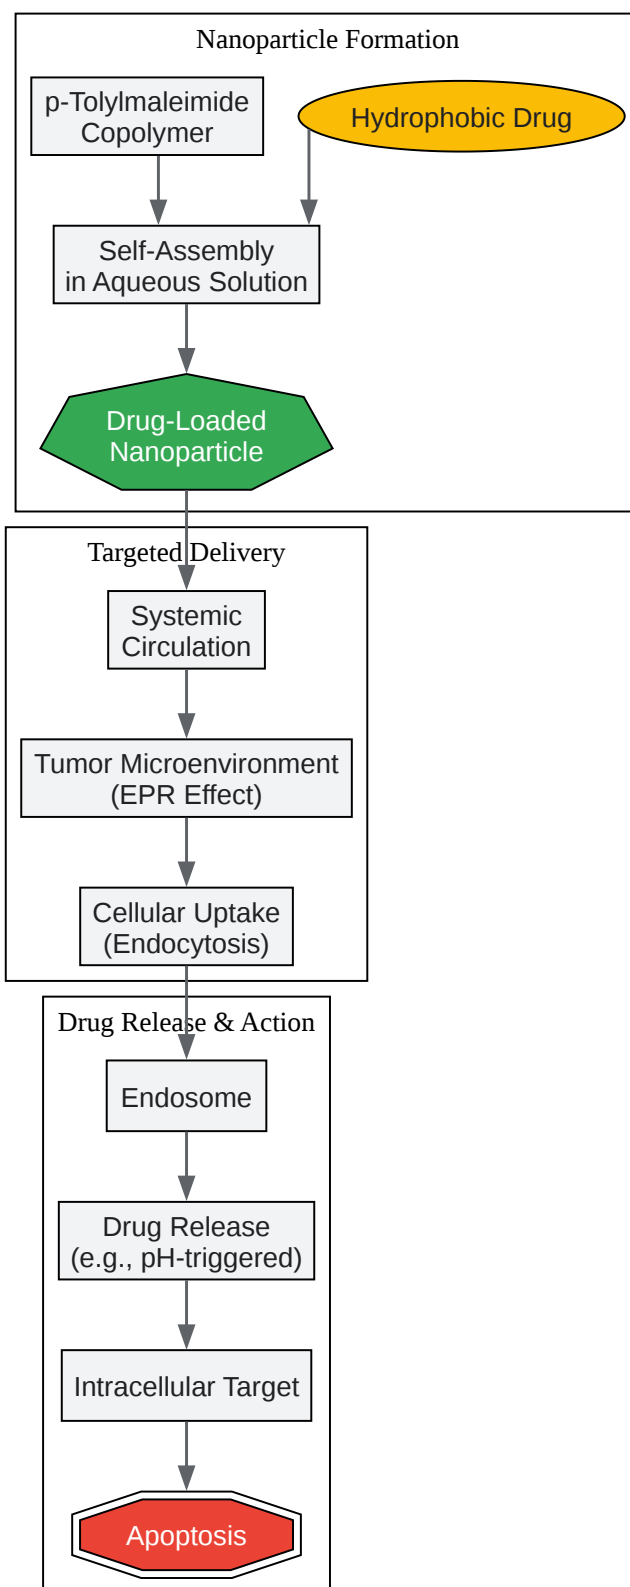 Nanoparticle Formation
p-Tolylmaleimide
Copolymer
Hydrophobic Drug
Self-Assembly
in Aqueous Solution
Drug-Loaded
Nanoparticle
Targeted Delivery
Systemic
Circulation
Tumor Microenvironment
(EPR Effect)
Cellular Uptake
(Endocytosis)
Drug Release & Action
Endosome
Drug Release
(e.g., pH-triggered)
Intracellular Target
Apoptosis